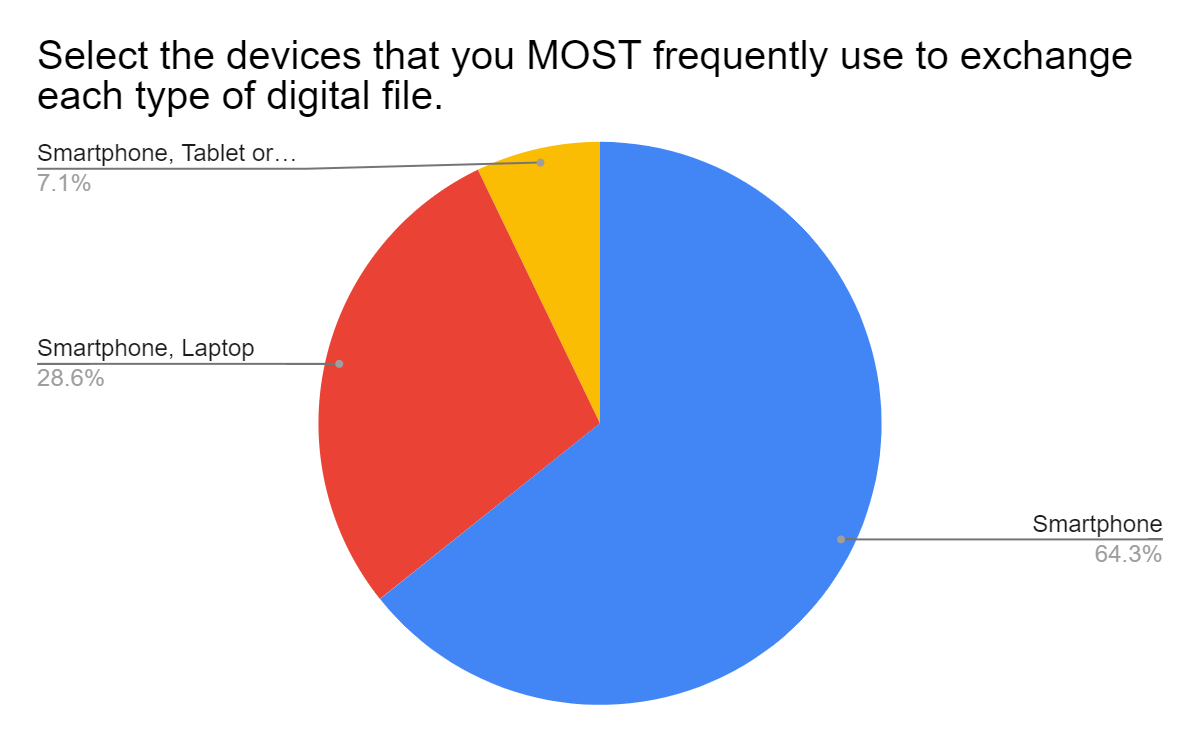 Select the devices that you MOST frequently use to exchange
each type of digital file.
Smartphone, Tablet or…
7.1%
Smartphone, Laptop
28.6%
Smartphone
64.3%